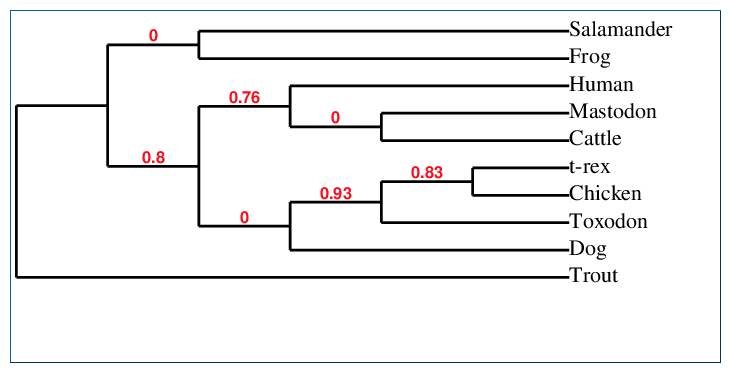 Salamander
0
Frog
Human
0.76
Mastodon
0
Cattle
0.8
t-rex
0.83
Chicken
0.93
Toxodon
0
Dog
Trout